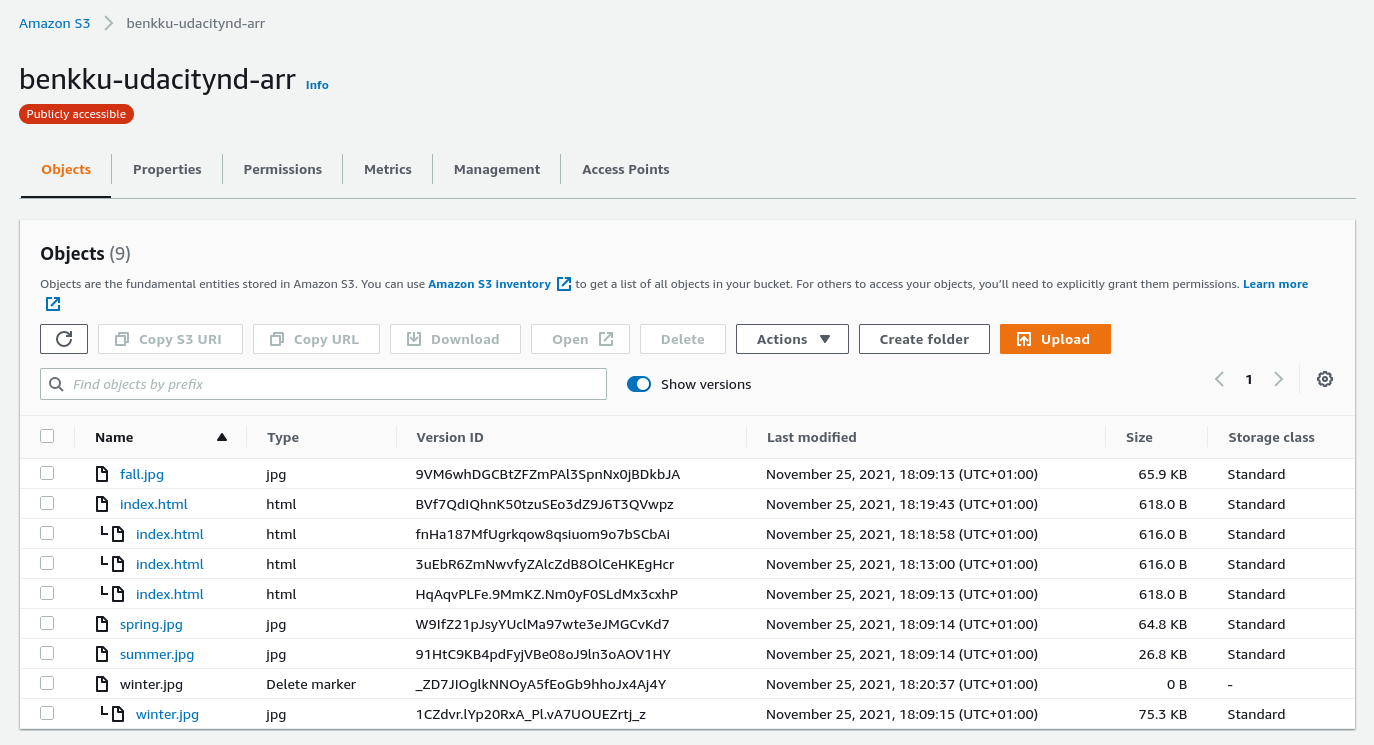 Amazon S3 > benkku-udacitynd-arr
benkku-udacitynd-arr Info
Publicly accessible
Objects Properties Permissions Metrics Management Access Points
Objects (9)
Objects are the fundamental entities stored in Amazon S3. You can use Amazon S3 inventory to get a list of all objects in your bucket. For others to access your objects, you'll need to explicitly grant them permissions. Learn more
Copy S3 URI Copy URL Download Open Delete Actions Create folder Upload
Find objects by prefix Show versions 1
Name Type Version ID Last modified Size Storage class
fall.jpg jpg 9VM6whDGCBtZFZmPAl3SpnNx0jBDkbJA November 25, 2021, 18:09:13 (UTC+01:00) 65.9 KB Standard
index.html html BVf7QdIQhnK50tzuSEo3dZ9J6T3QVwpz November 25, 2021, 18:19:43 (UTC+01:00) 618.0 B Standard
index.html html fnHa187MfUgrkqow8qsiuom9o7bSCbAi November 25, 2021, 18:18:58 (UTC+01:00) 616.0 B Standard
index.html html 3uEbR6ZmNwvfyZAlcZdB8OlCeHKEgHcr November 25, 2021, 18:13:00 (UTC+01:00) 616.0 B Standard
index.html html HqAqvPLFe.9MmKZ.Nm0yF0SLdMx3cxhP November 25, 2021, 18:09:13 (UTC+01:00) 618.0 B Standard
spring.jpg jpg W9IfZ21pJsyYUclMa97wte3eJMGCvKd7 November 25, 2021, 18:09:14 (UTC+01:00) 64.8 KB Standard
summer.jpg jpg 91HtC9KB4pdFyjVBe08oJ9ln3oAOV1HY November 25, 2021, 18:09:14 (UTC+01:00) 26.8 KB Standard
winter.jpg Delete marker _ZD7JIOglkNNOyA5fEoGb9hhoJx4Aj4Y November 25, 2021, 18:20:37 (UTC+01:00) 0 B -
winter.jpg jpg 1CZdvr.lYp20RxA_Pl.vA7UOUEZrtj_z November 25, 2021, 18:09:15 (UTC+01:00) 75.3 KB Standard